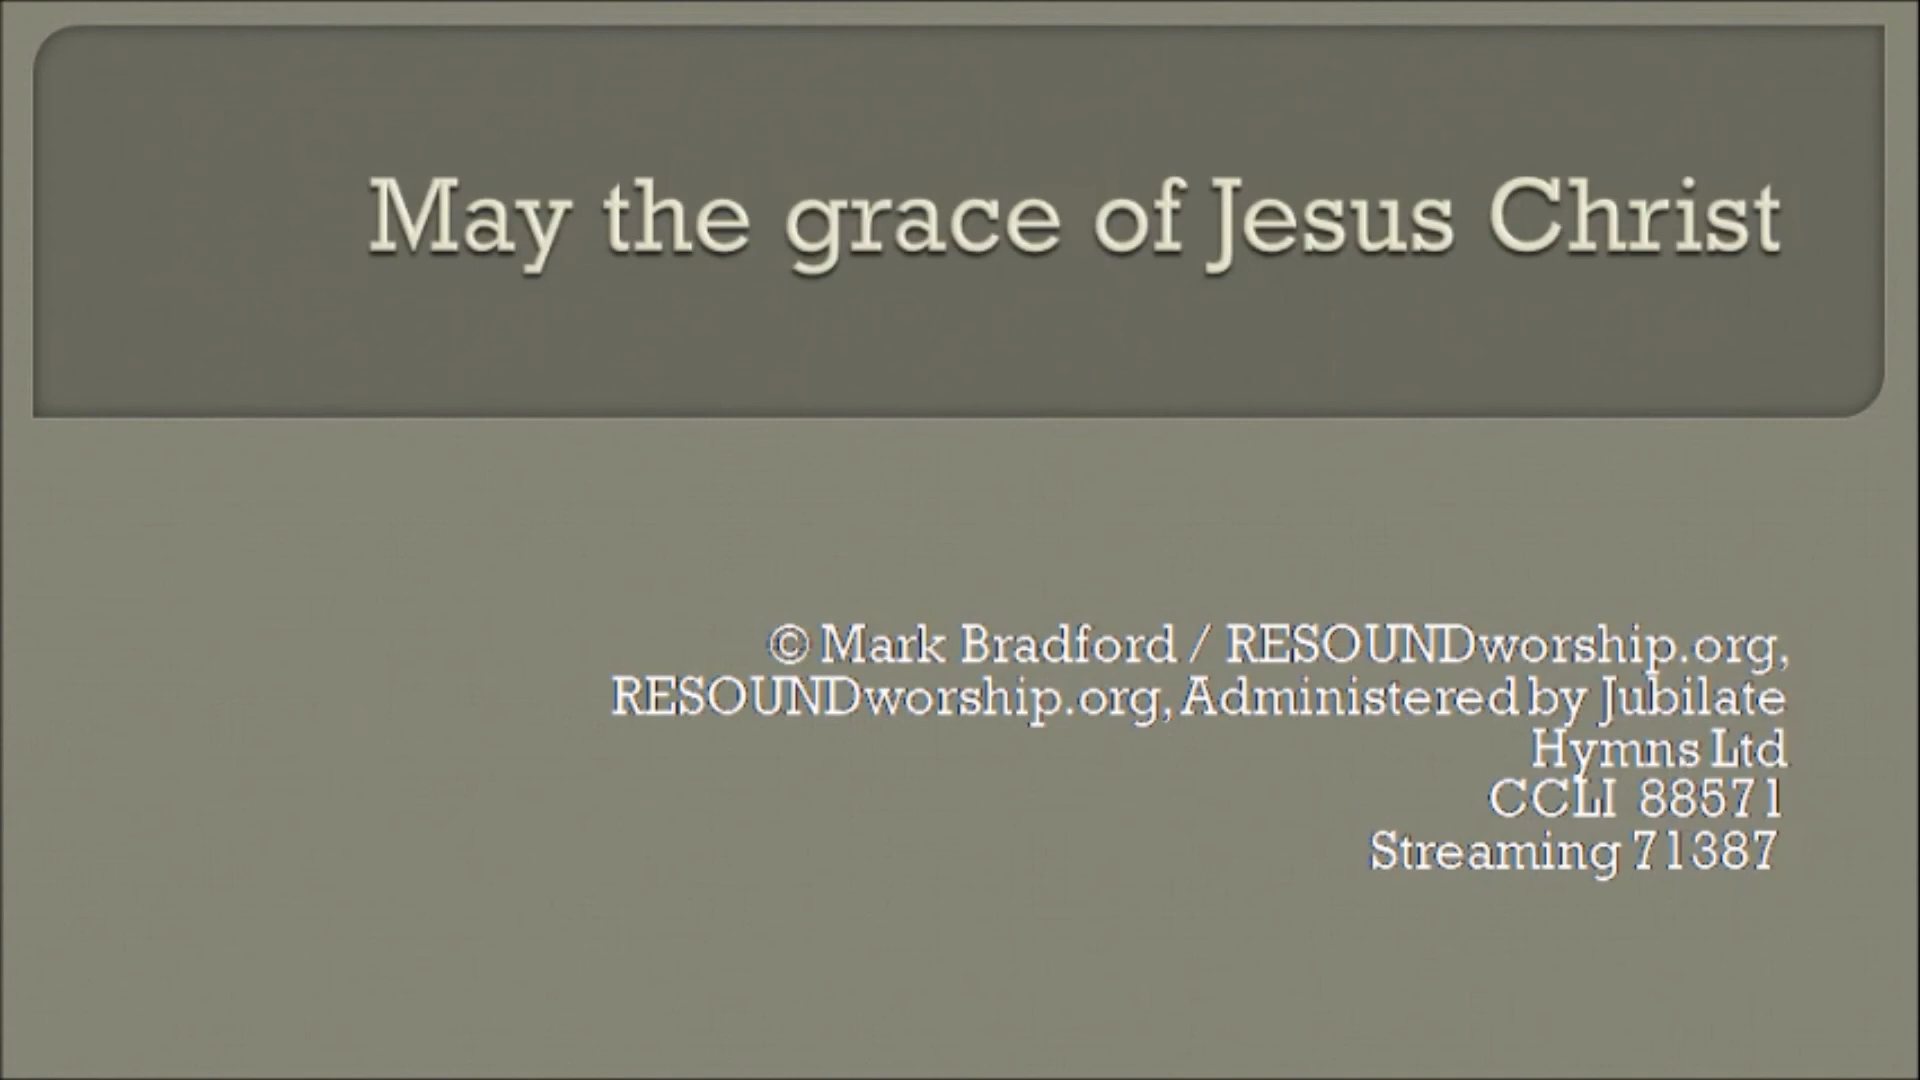 May the grace of Jesus Christ
© Mark Bradford / RESOUNDworship.org,
RESOUNDworship.org, Administered by Jubilate
Hymns Ltd
CCLI 88571
Streaming 71387